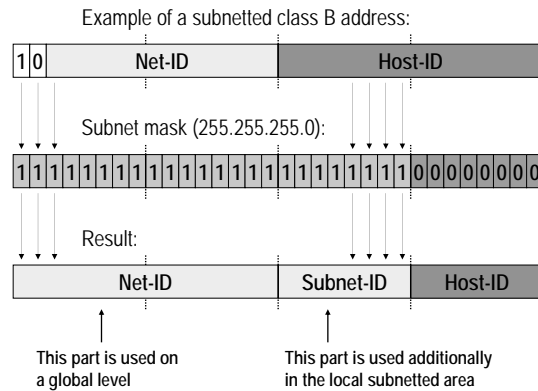 Example of a subnetted class B address:
1 0 Net-ID Host-ID
Subnet mask (255.255.255.0):
1 1 1 1 1 1 1 1 1 1 1 1 1 1 1 1 1 1 1 1 1 1 1 1 0 0 0 0 0 0 0 0
Result:
Net-ID Subnet-ID Host-ID
This part is used on
a global level
This part is used additionally
in the local subnetted area